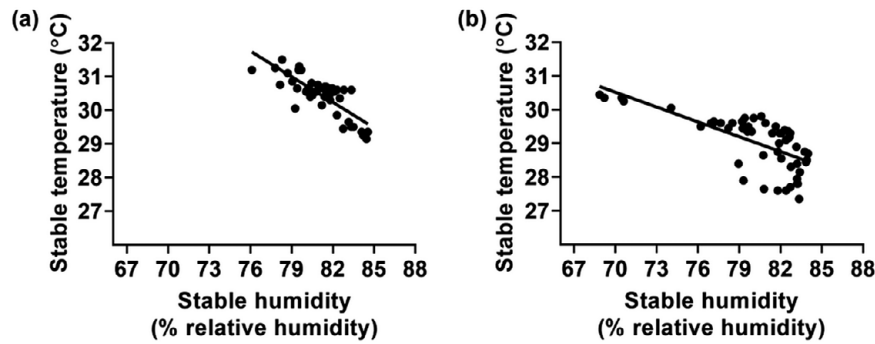 (a)
Stable temperature (°C)
32
31
30
29
28
27
67 70 73 76 79 82 85 88
Stable humidity
(% relative humidity)
(b)
Stable temperature (°C)
32
31
30
29
28
27
67 70 73 76 79 82 85 88
Stable humidity
(% relative humidity)